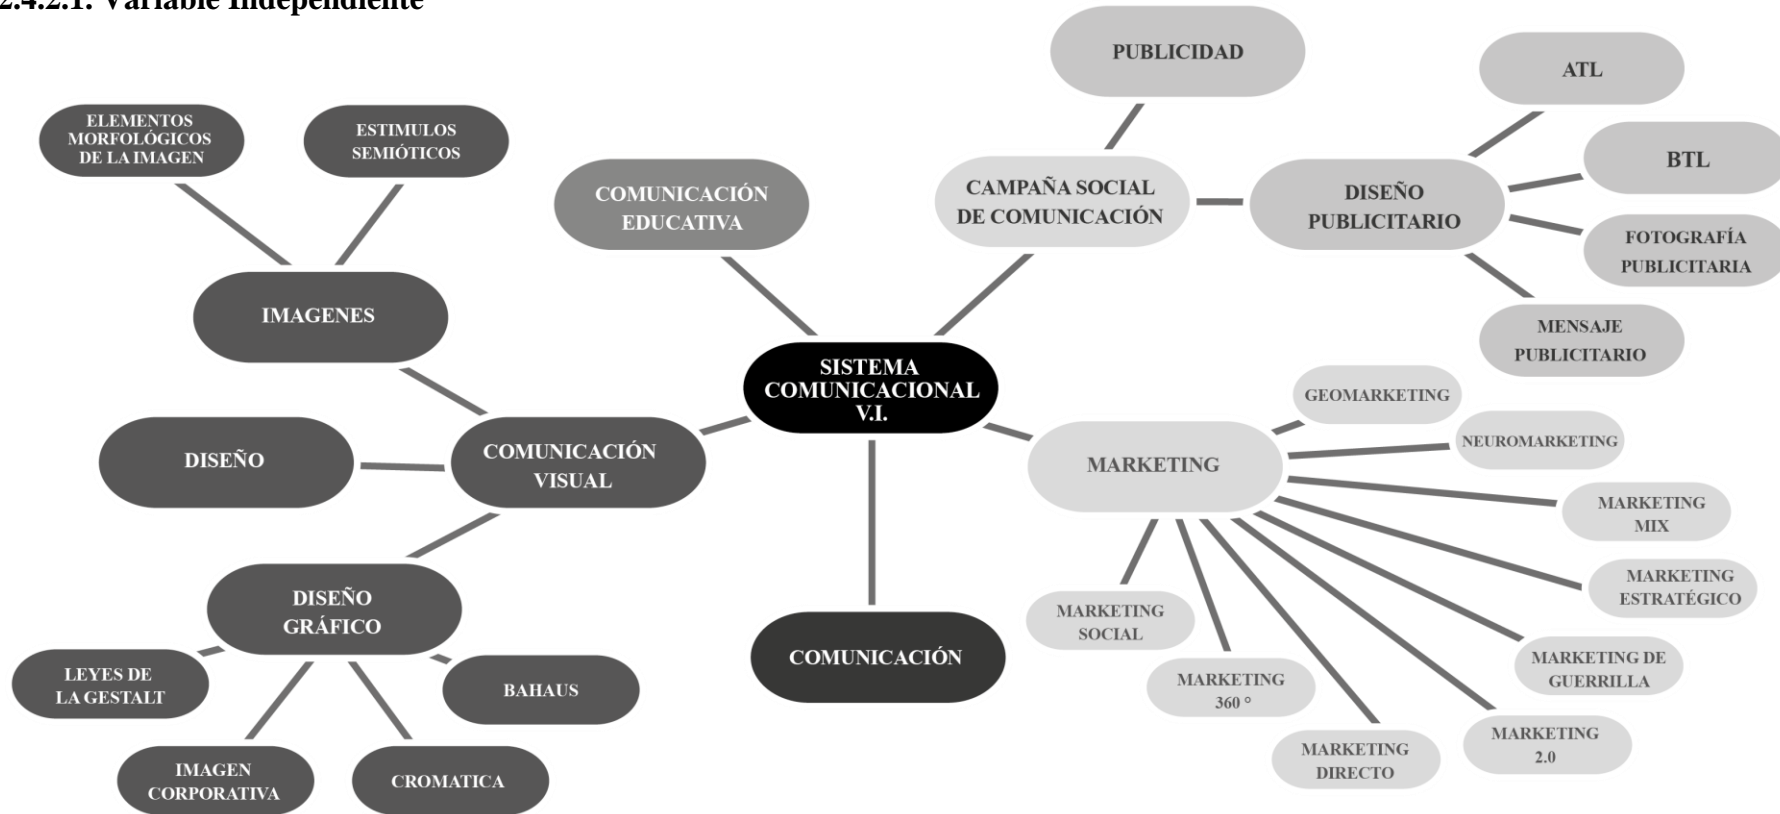 2.4.2.1. Variable Independiente
PUBLICIDAD
ATL
ELEMENTOS
MORFOLÓGICOS
DE LA IMAGEN
ESTIMULOS
SEMIÓTICOS
BTL
COMUNICACIÓN
EDUCATIVA
CAMPAÑA SOCIAL
DE COMUNICACIÓN
DISEÑO
PUBLICITARIO
FOTOGRAFÍA
PUBLICITARIA
IMAGENES
MENSAJE
PUBLICITARIO
SISTEMA
COMUNICACIONAL
V.I.
GEOMARKETING
NEUROMARKETING
DISEÑO
COMUNICACIÓN
VISUAL
MARKETING
MARKETING
MIX
MARKETING
ESTRATÉGICO
DISEÑO
GRÁFICO
MARKETING
SOCIAL
COMUNICACIÓN
MARKETING DE
GUERRILLA
LEYES DE
LA GESTALT
BAHAUS
MARKETING
360 °
MARKETING
2.0
MARKETING
DIRECTO
IMAGEN
CORPORATIVA
CROMATICA